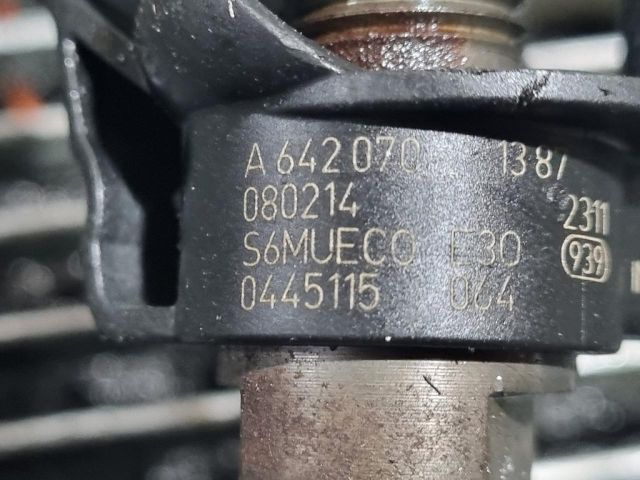 A 642 070 13 87
080214 2311
S6MUECO E30 939
0445115 064